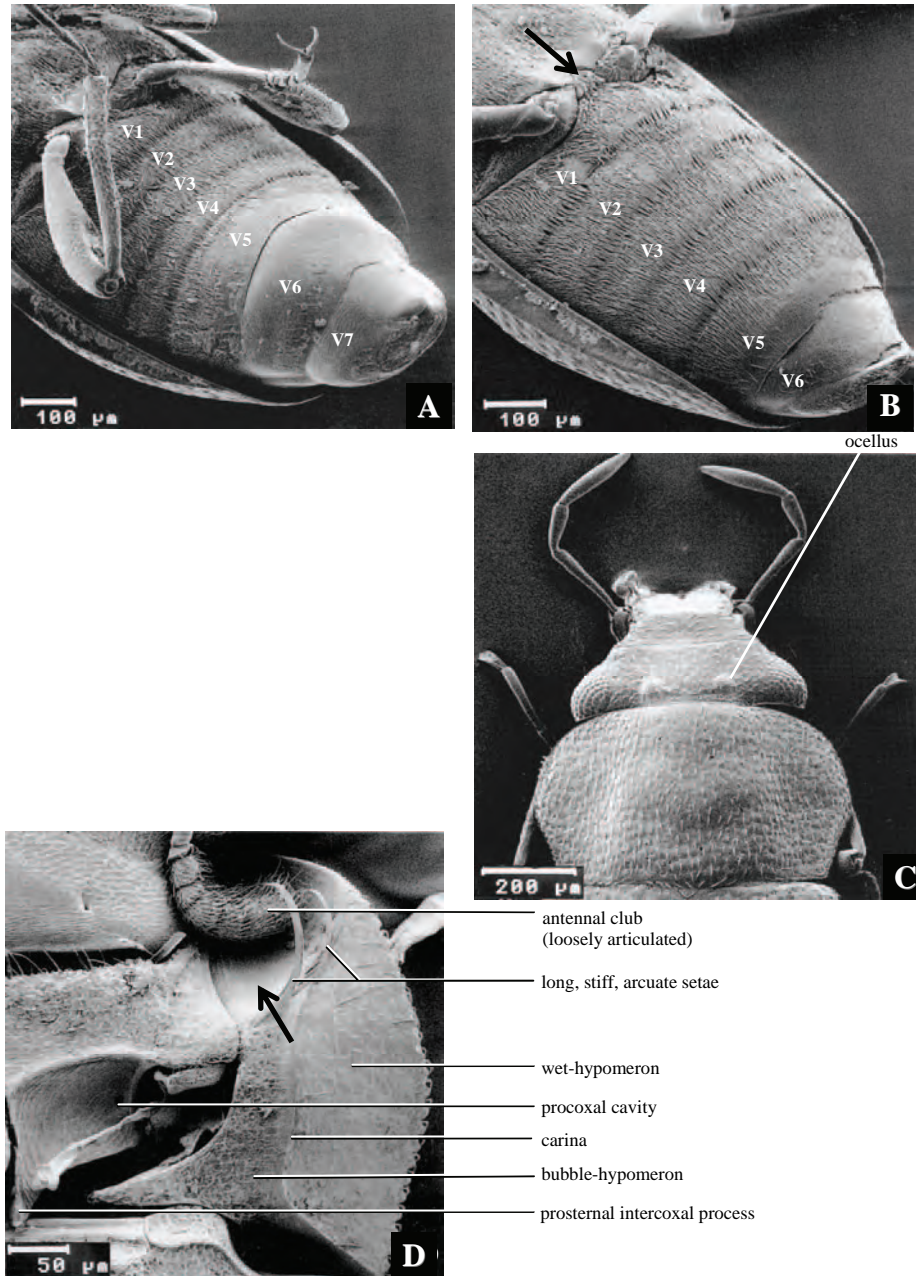 V1
V2
V3
V4
V5
V6
V7
100 µm
A
V1
V2
V3
V4
V5
V6
100 µm
B
ocellus
200 µm
C
antennal club
(loosely articulated)
long, stiff, arcuate setae
wet-hypomeron
procoxal cavity
carina
bubble-hypomeron
prosternal intercoxal process
50 µm
D